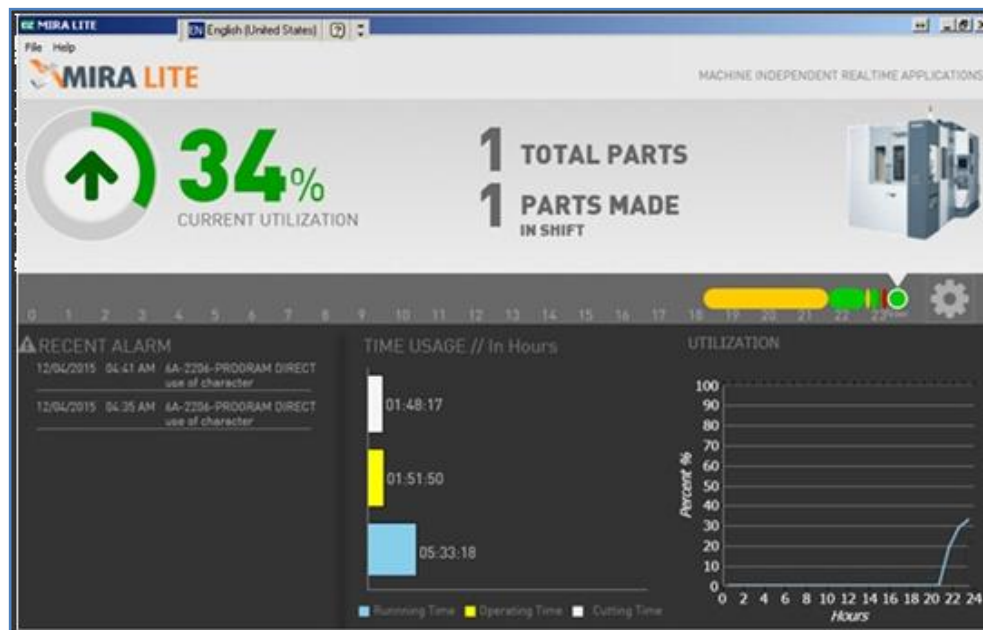 MIRA LITE
EN English (United States)
File Help
MIRA LITE
MACHINE INDEPENDENT REALTIME APPLICATIONS
34%
CURRENT UTILIZATION
1 TOTAL PARTS
1 PARTS MADE
IN SHIFT
0 1 2 3 4 5 6 7 8 9 10 11 12 13 14 15 16 17 18 19 20 21 22 23
RECENT ALARM
12/04/2015 04:41 AM 6A-2206-PROGRAM DIRECT
use of character
12/04/2015 04:35 AM 6A-2206-PROGRAM DIRECT
use of character
TIME USAGE // In Hours
01:48:17
01:51:50
05:33:18
Runnning Time Operating Time Cutting Time
UTILIZATION
100
90
80
70
60
50
40
30
20
10
0
Percent %
0 2 4 6 8 10 12 14 16 18 20 22 24
Hours